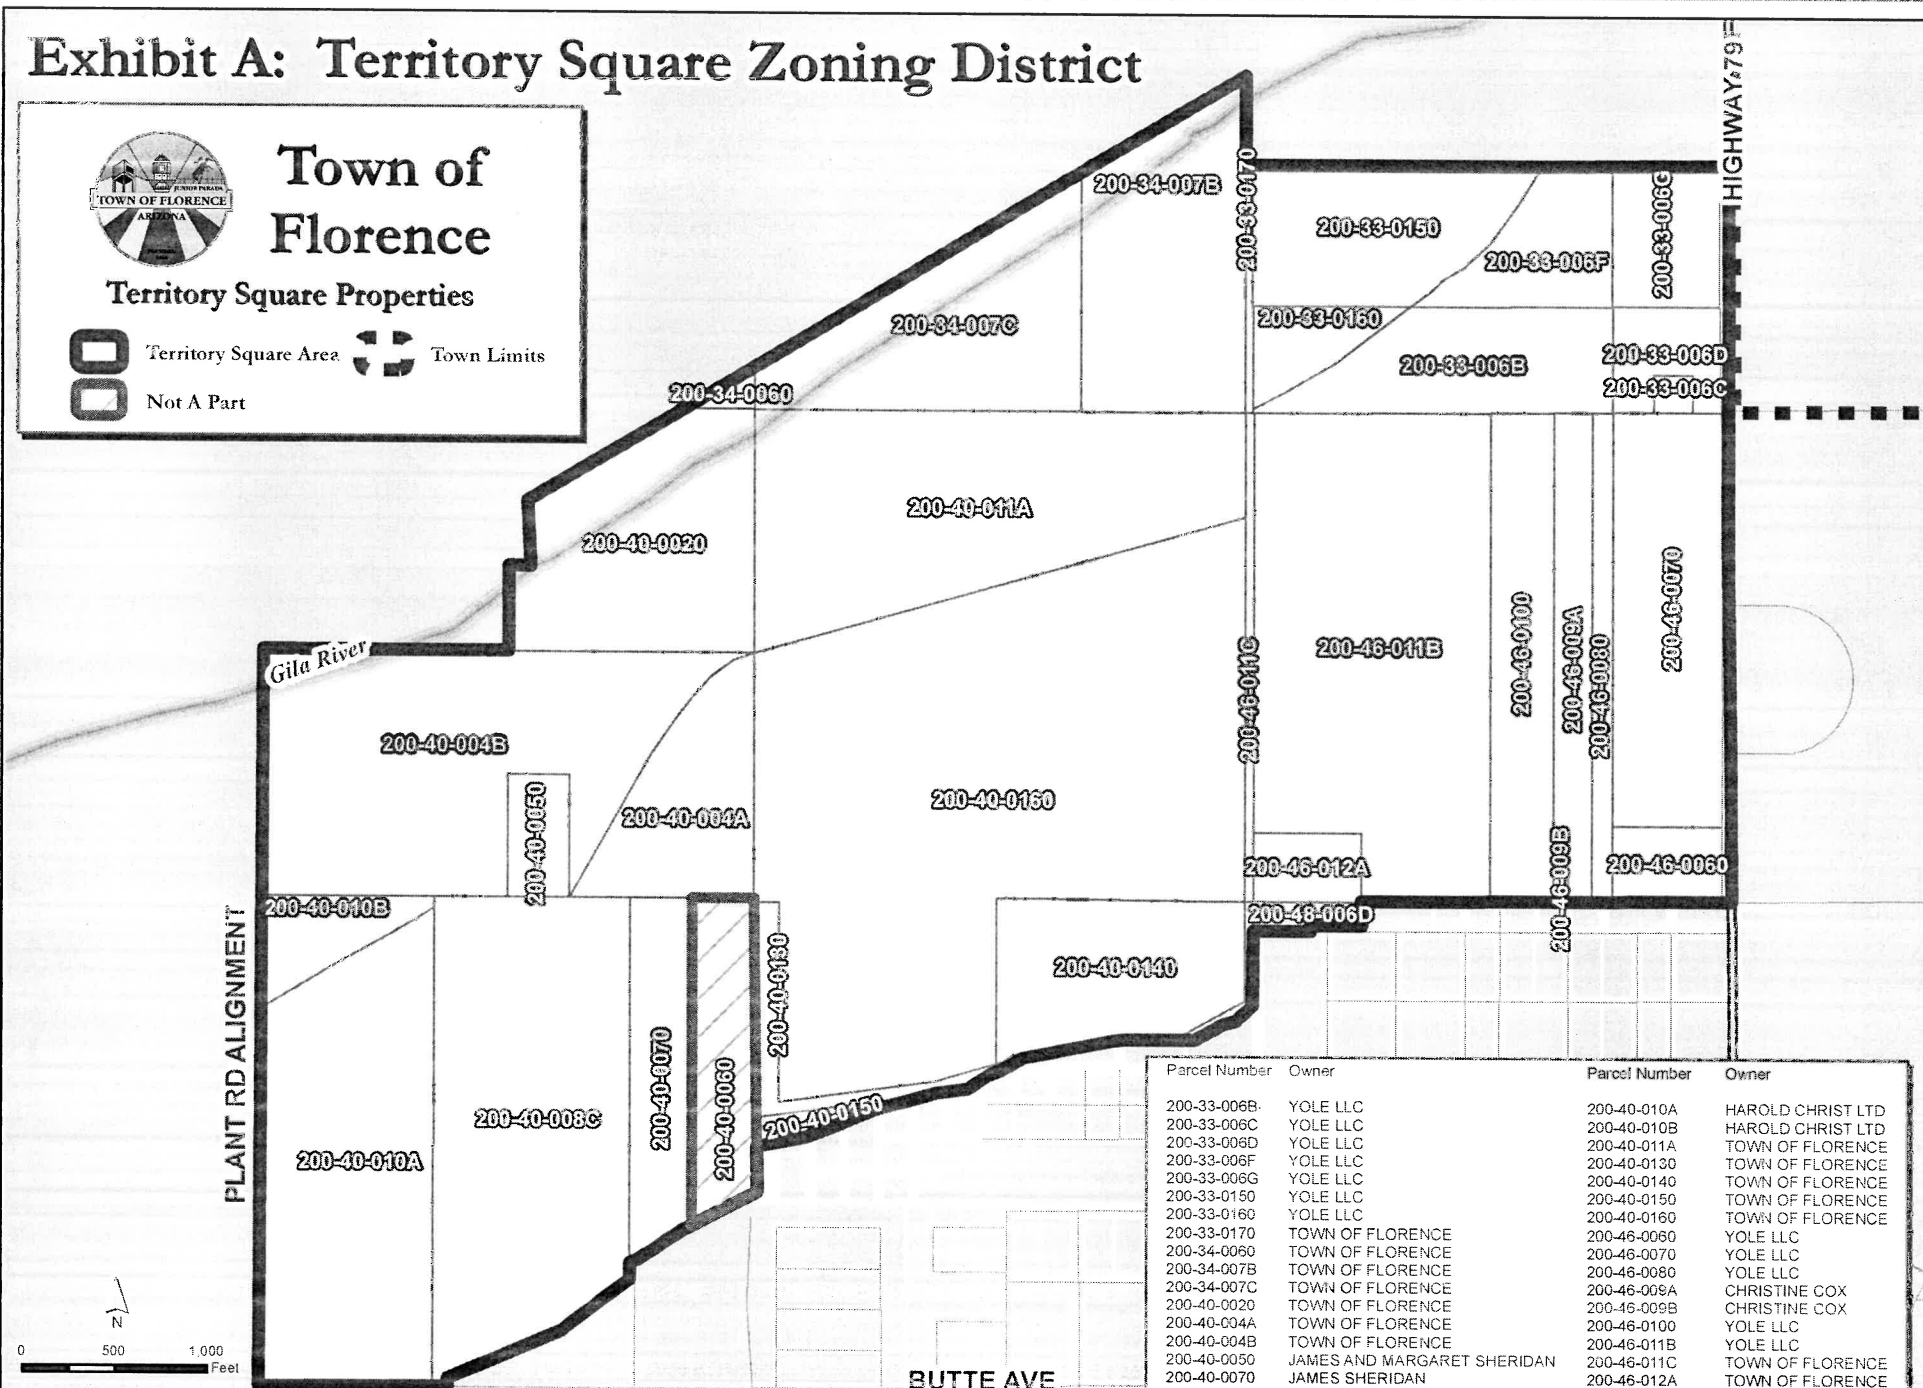 Exhibit A: Territory Square Zoning District
TOWN OF FLORENCE
ARIZONA
JUNIOR PARADA
Town of
Florence
Territory Square Properties
Territory Square Area
Town Limits
Not A Part
HIGHWAY 79
200-34-007B
200-33-0170
200-33-0150
200-33-006F
200-33-006G
200-34-007C
200-33-0160
200-33-006B
200-33-006D
200-33-006C
200-34-0060
200-40-011A
200-40-0020
Gila River
200-46-011C
200-46-011B
200-46-0100
200-46-009A
200-46-0080
200-46-0070
200-40-004B
200-40-0050
200-40-004A
200-40-0160
200-46-012A
200-46-009B
200-46-0060
200-40-010B
200-48-006D
PLANT RD ALIGNMENT
200-40-0130
200-40-0140
200-40-0070
200-40-0060
200-40-008C
200-40-0150
200-40-010A
N
0 500 1,000
Feet
BUTTE AVE
Parcel Number Owner
200-33-006B YOLE LLC
200-33-006C YOLE LLC
200-33-006D YOLE LLC
200-33-006F YOLE LLC
200-33-006G YOLE LLC
200-33-0150 YOLE LLC
200-33-0160 YOLE LLC
200-33-0170 TOWN OF FLORENCE
200-34-0060 TOWN OF FLORENCE
200-34-007B TOWN OF FLORENCE
200-34-007C TOWN OF FLORENCE
200-40-0020 TOWN OF FLORENCE
200-40-004A TOWN OF FLORENCE
200-40-004B TOWN OF FLORENCE
200-40-0050 JAMES AND MARGARET SHERIDAN
200-40-0070 JAMES SHERIDAN
Parcel Number Owner
200-40-010A HAROLD CHRIST LTD
200-40-010B HAROLD CHRIST LTD
200-40-011A TOWN OF FLORENCE
200-40-0130 TOWN OF FLORENCE
200-40-0140 TOWN OF FLORENCE
200-40-0150 TOWN OF FLORENCE
200-40-0160 TOWN OF FLORENCE
200-46-0060 YOLE LLC
200-46-0070 YOLE LLC
200-46-0080 YOLE LLC
200-46-009A CHRISTINE COX
200-46-009B CHRISTINE COX
200-46-0100 YOLE LLC
200-46-011B YOLE LLC
200-46-011C TOWN OF FLORENCE
200-46-012A TOWN OF FLORENCE